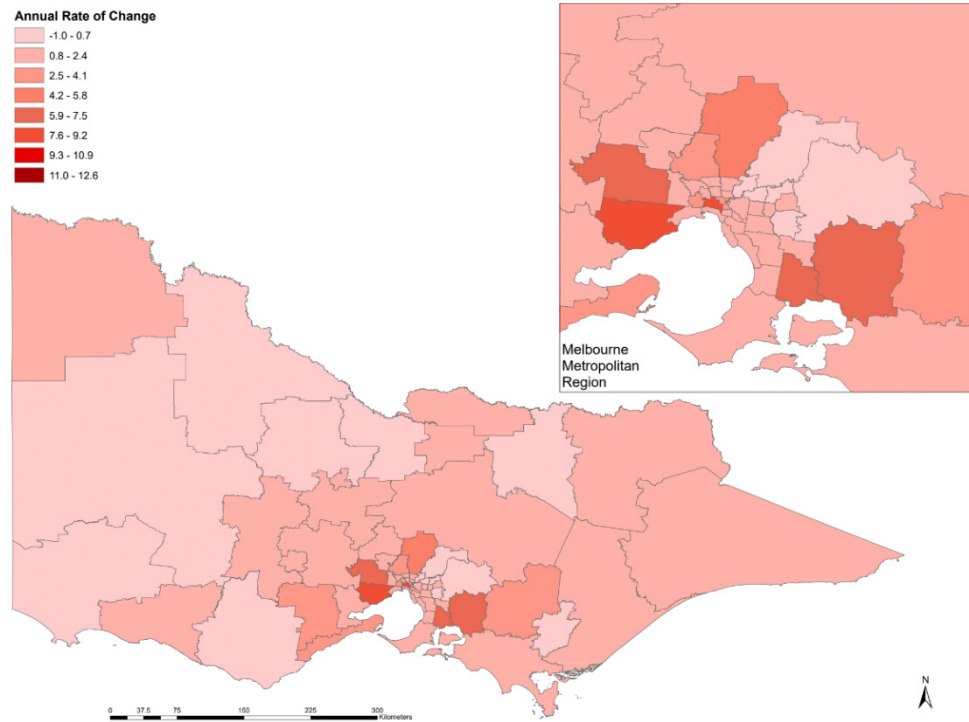 Annual Rate of Change
-1.0 - 0.7
0.8 - 2.4
2.5 - 4.1
4.2 - 5.8
5.9 - 7.5
7.6 - 9.2
9.3 - 10.9
11.0 - 12.6
Melbourne
Metropolitan
Region
N
0 37.5 75 150 225 300
Kilometers